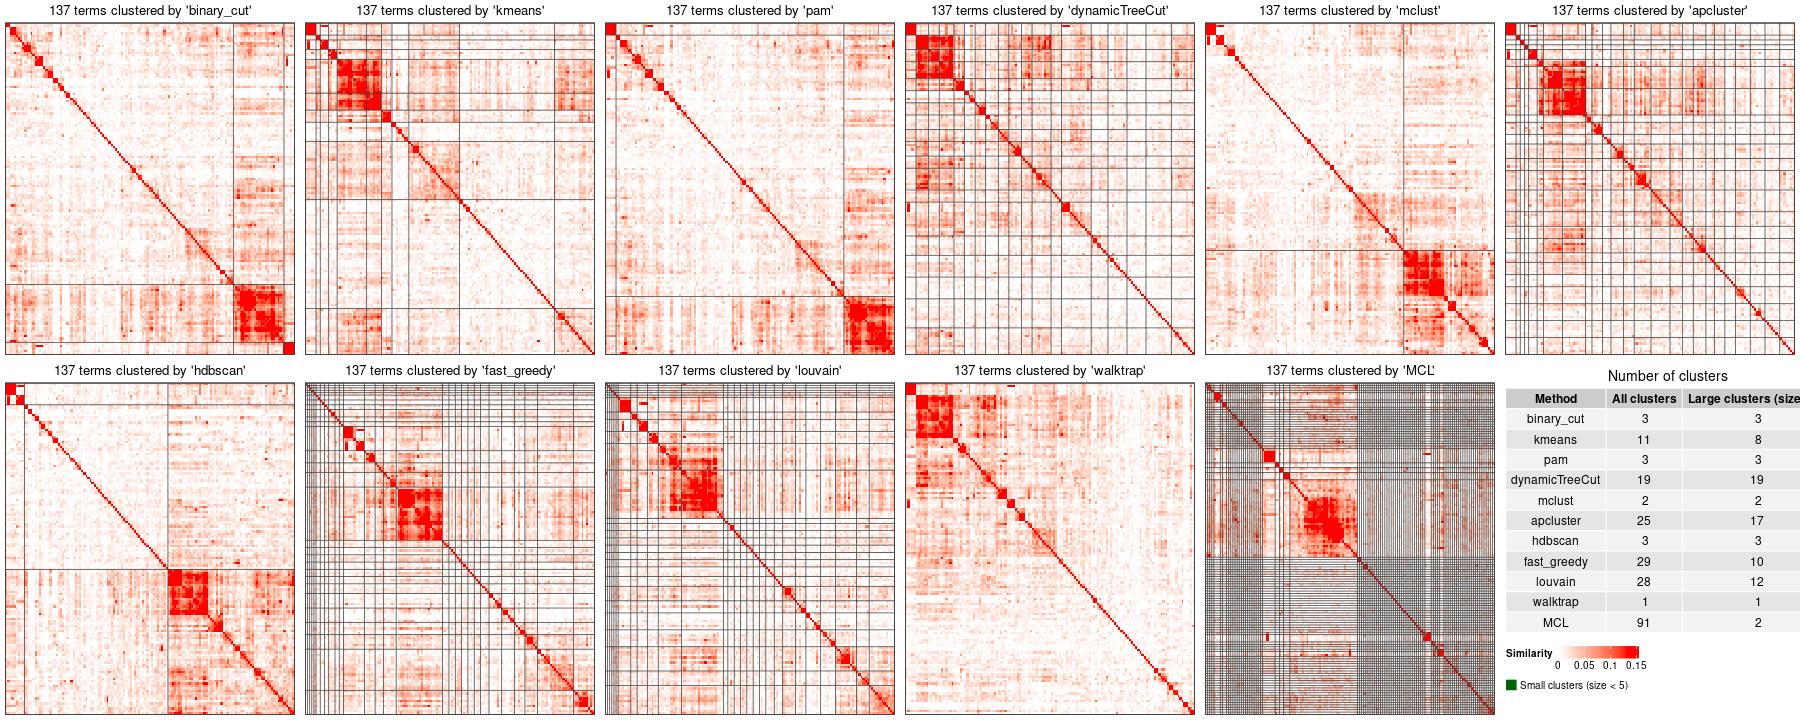 137 terms clustered by 'binary_cut'
137 terms clustered by 'kmeans'
137 terms clustered by 'pam'
137 terms clustered by 'dynamicTreeCut'
137 terms clustered by 'mclust'
137 terms clustered by 'apcluster'
137 terms clustered by 'hdbscan'
137 terms clustered by 'fast_greedy'
137 terms clustered by 'louvain'
137 terms clustered by 'walktrap'
137 terms clustered by 'MCL'
Number of clusters
Method All clusters Large clusters (size
binary_cut 3 3
kmeans 11 8
pam 3 3
dynamicTreeCut 19 19
mclust 2 2
apcluster 25 17
hdbscan 3 3
fast_greedy 29 10
louvain 28 12
walktrap 1 1
MCL 91 2
Similarity
0 0.05 0.1 0.15
Small clusters (size < 5)